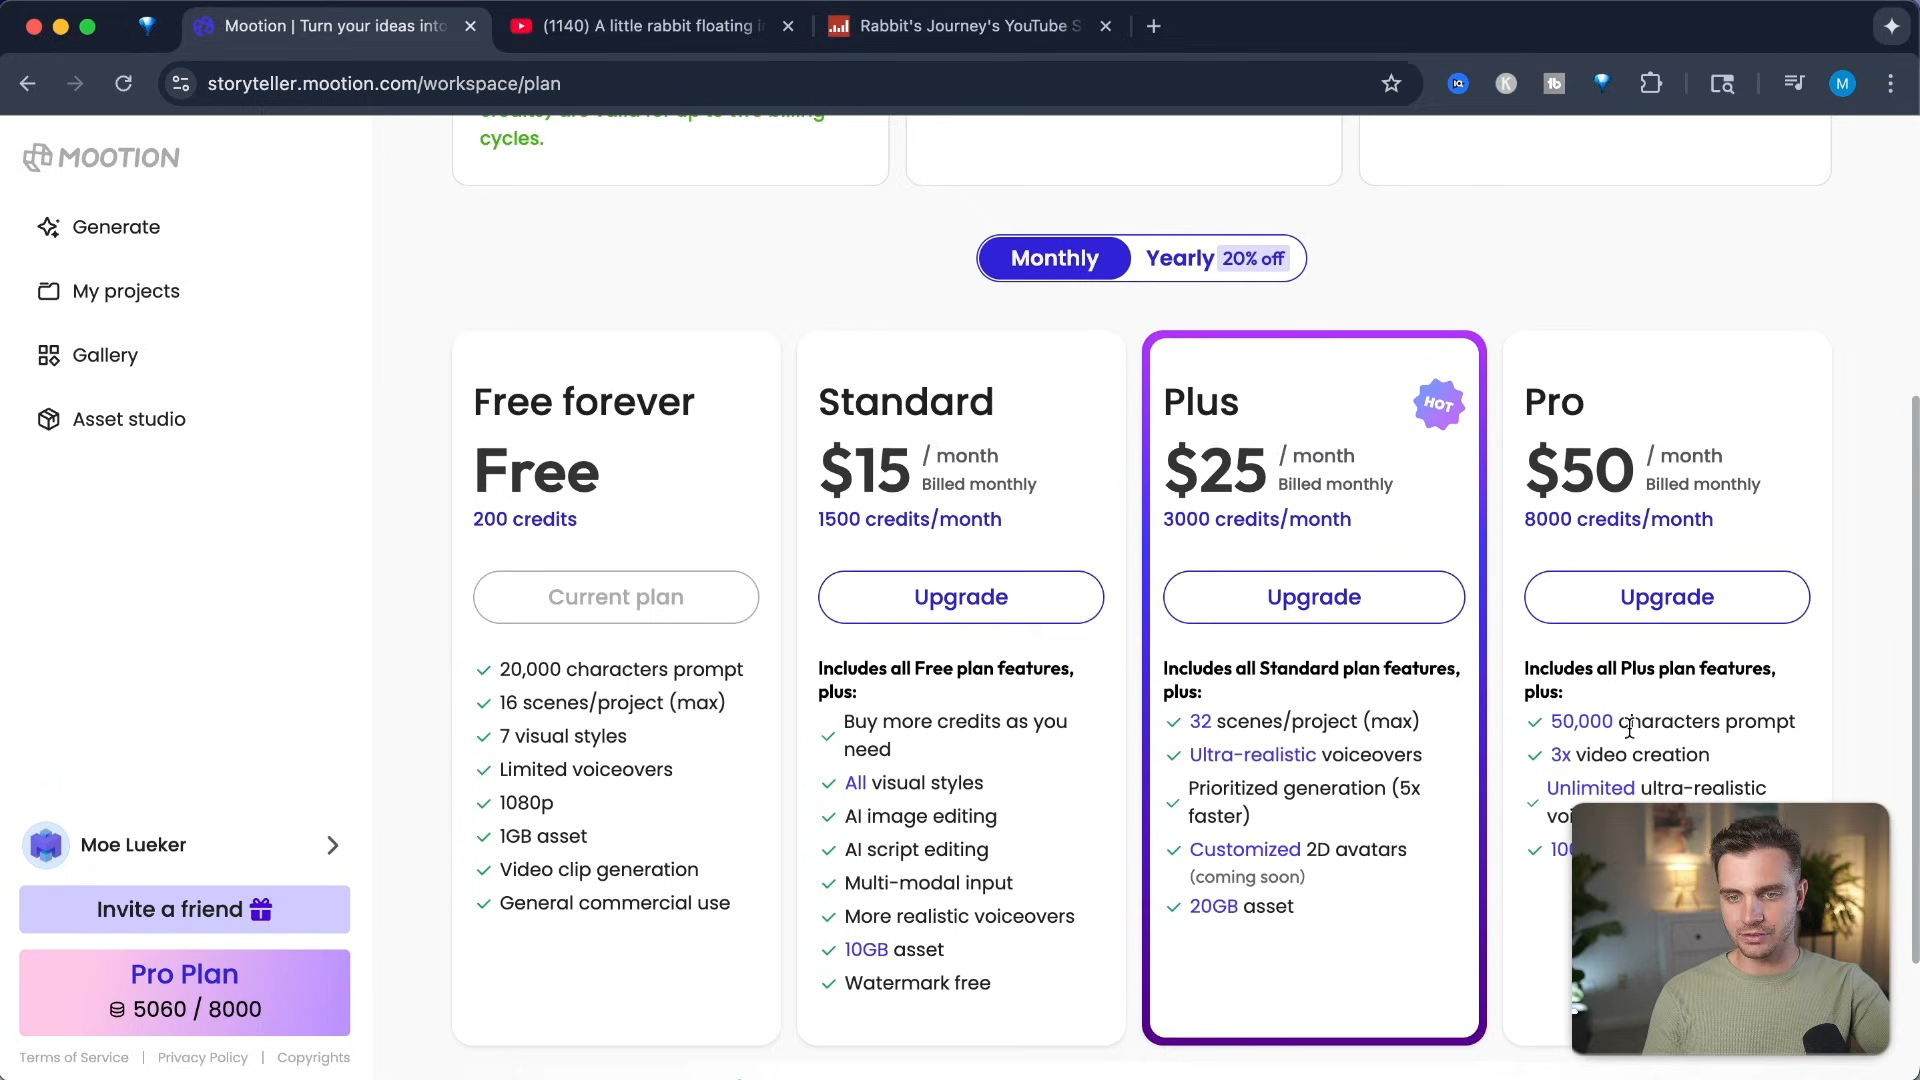 Mootion | Turn your ideas into
(1140) A little rabbit floating i
Rabbit's Journey's YouTube S
storyteller.mootion.com/workspace/plan
cycles.
MOOTION
Generate
My projects
Gallery
Asset studio
Moe Lueker
Invite a friend
Pro Plan
5060 / 8000
Terms of Service | Privacy Policy | Copyrights
Monthly
Yearly 20% off
Free forever
Free
200 credits
Current plan
20,000 characters prompt
16 scenes/project (max)
7 visual styles
Limited voiceovers
1080p
1GB asset
Video clip generation
General commercial use
Standard
$15 / month
Billed monthly
1500 credits/month
Upgrade
Includes all Free plan features,
plus:
Buy more credits as you
need
All visual styles
AI image editing
AI script editing
Multi-modal input
More realistic voiceovers
10GB asset
Watermark free
Plus
HOT
$25 / month
Billed monthly
3000 credits/month
Upgrade
Includes all Standard plan features,
plus:
32 scenes/project (max)
Ultra-realistic voiceovers
Prioritized generation (5x
faster)
Customized 2D avatars
(coming soon)
20GB asset
Pro
$50 / month
Billed monthly
8000 credits/month
Upgrade
Includes all Plus plan features,
plus:
50,000 characters prompt
3x video creation
Unlimited ultra-realistic